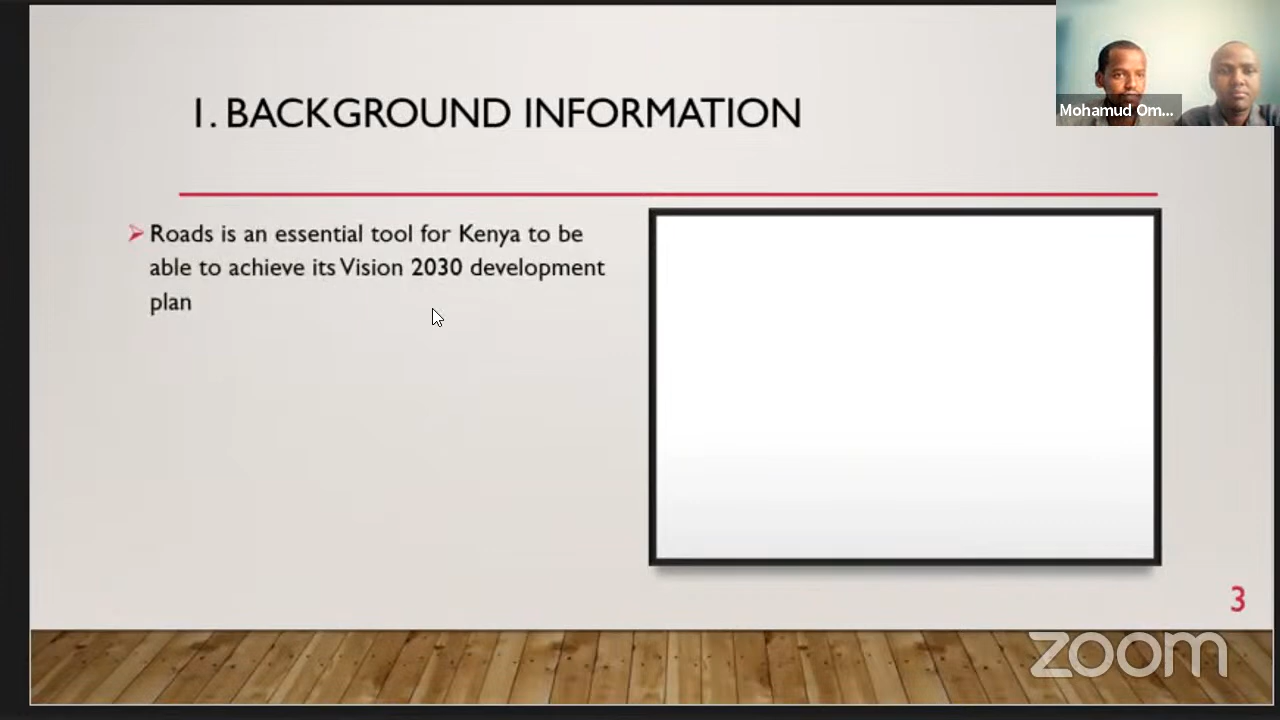 1. BACKGROUND INFORMATION
Mohamud Om...
➢ Roads is an essential tool for Kenya to be
able to achieve its Vision 2030 development
plan
3
zoom